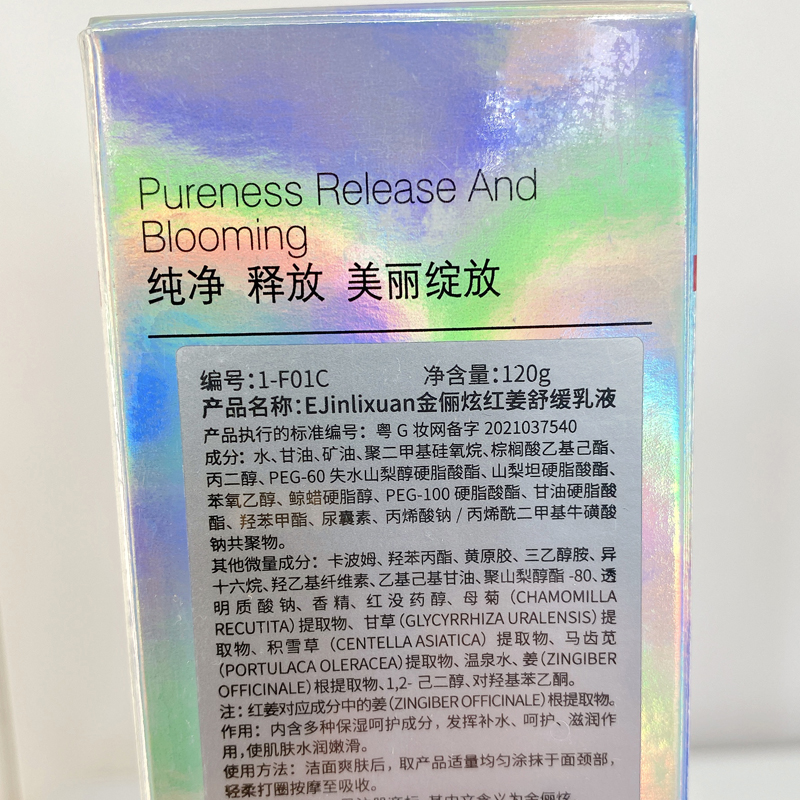 Pureness Release And
Blooming
纯净 释放 美丽绽放
编号：1-F01C 净含量：120g
产品名称：EJinlixuan金俪炫红姜舒缓乳液
产品执行的标准编号：粤 G 妆网备字 2021037540
成分：水、甘油、矿油、聚二甲基硅氧烷、棕榈酸乙基己酯、
丙二醇、PEG-60 失水山梨醇硬脂酸酯、山梨坦硬脂酸酯、
苯氧乙醇、鲸蜡硬脂醇、PEG-100 硬脂酸酯、甘油硬脂酸
酯、羟苯甲酯、尿囊素、丙烯酸钠 / 丙烯酰二甲基牛磺酸
钠共聚物。
其他微量成分：卡波姆、羟苯丙酯、黄原胶、三乙醇胺、异
十六烷、羟乙基纤维素、乙基己基甘油、聚山梨醇酯 -80、透
明质酸钠、香精、红没药醇、母菊（CHAMOMILLA
RECUTITA）提取物、甘草（GLYCYRRHIZA URALENSIS）提
取物、积雪草（CENTELLA ASIATICA）提取物、马齿苋
（PORTULACA OLERACEA）提取物、温泉水、姜（ZINGIBER
OFFICINALE）根提取物、1,2- 己二醇、对羟基苯乙酮。
注：红姜对应成分中的姜（ZINGIBER OFFICINALE）根提取物。
作用：内含多种保湿呵护成分，发挥补水、呵护、滋润作
用，使肌肤水润嫩滑。
使用方法：洁面爽肤后，取产品适量均匀涂抹于面颈部，
轻柔打圈按摩至吸收。